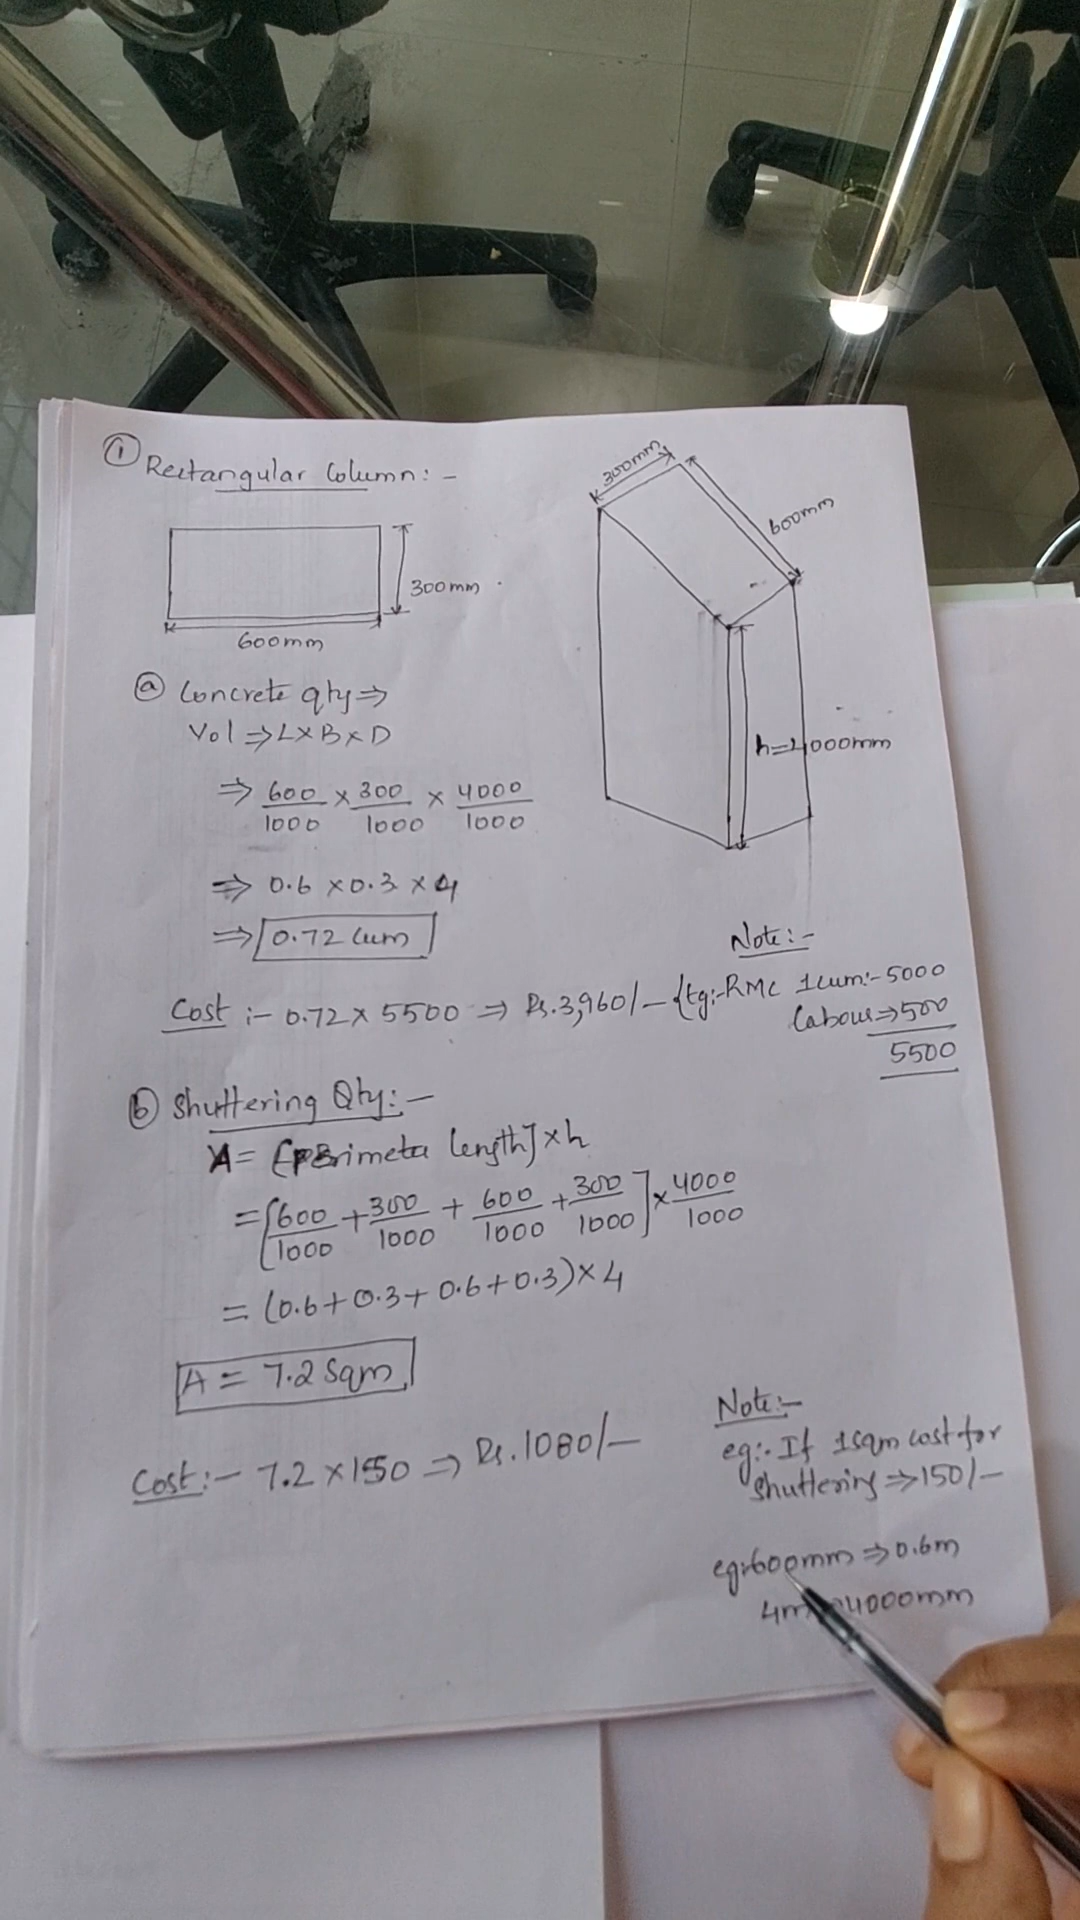 ① Rectangular Column:-
300mm
600mm
300mm
600mm
h=4000mm
ⓐ Concrete qty ⇒
Vol ⇒ L×B×D
⇒ 600/1000 × 300/1000 × 4000/1000
⇒ 0.6 × 0.3 × 4
⇒ 0.72 Cum
Note:-
Cost :- 0.72 × 5500 ⇒ Rs.3,960/- {eg:- RMC 1cum:- 5000
Labour ⇒ 500
5500
ⓑ Shuttering Qty:-
A = [Perimeter length] × h
= [600/1000 + 300/1000 + 600/1000 + 300/1000] × 4000/1000
= (0.6+0.3+0.6+0.3) × 4
A = 7.2 Sqm
Cost:- 7.2 × 150 ⇒ Rs.1080/-
Note:-
eg:- If 1sqm cost for
Shuttering ⇒ 150/-
eg:- 600mm ⇒ 0.6m
4m 4000mm